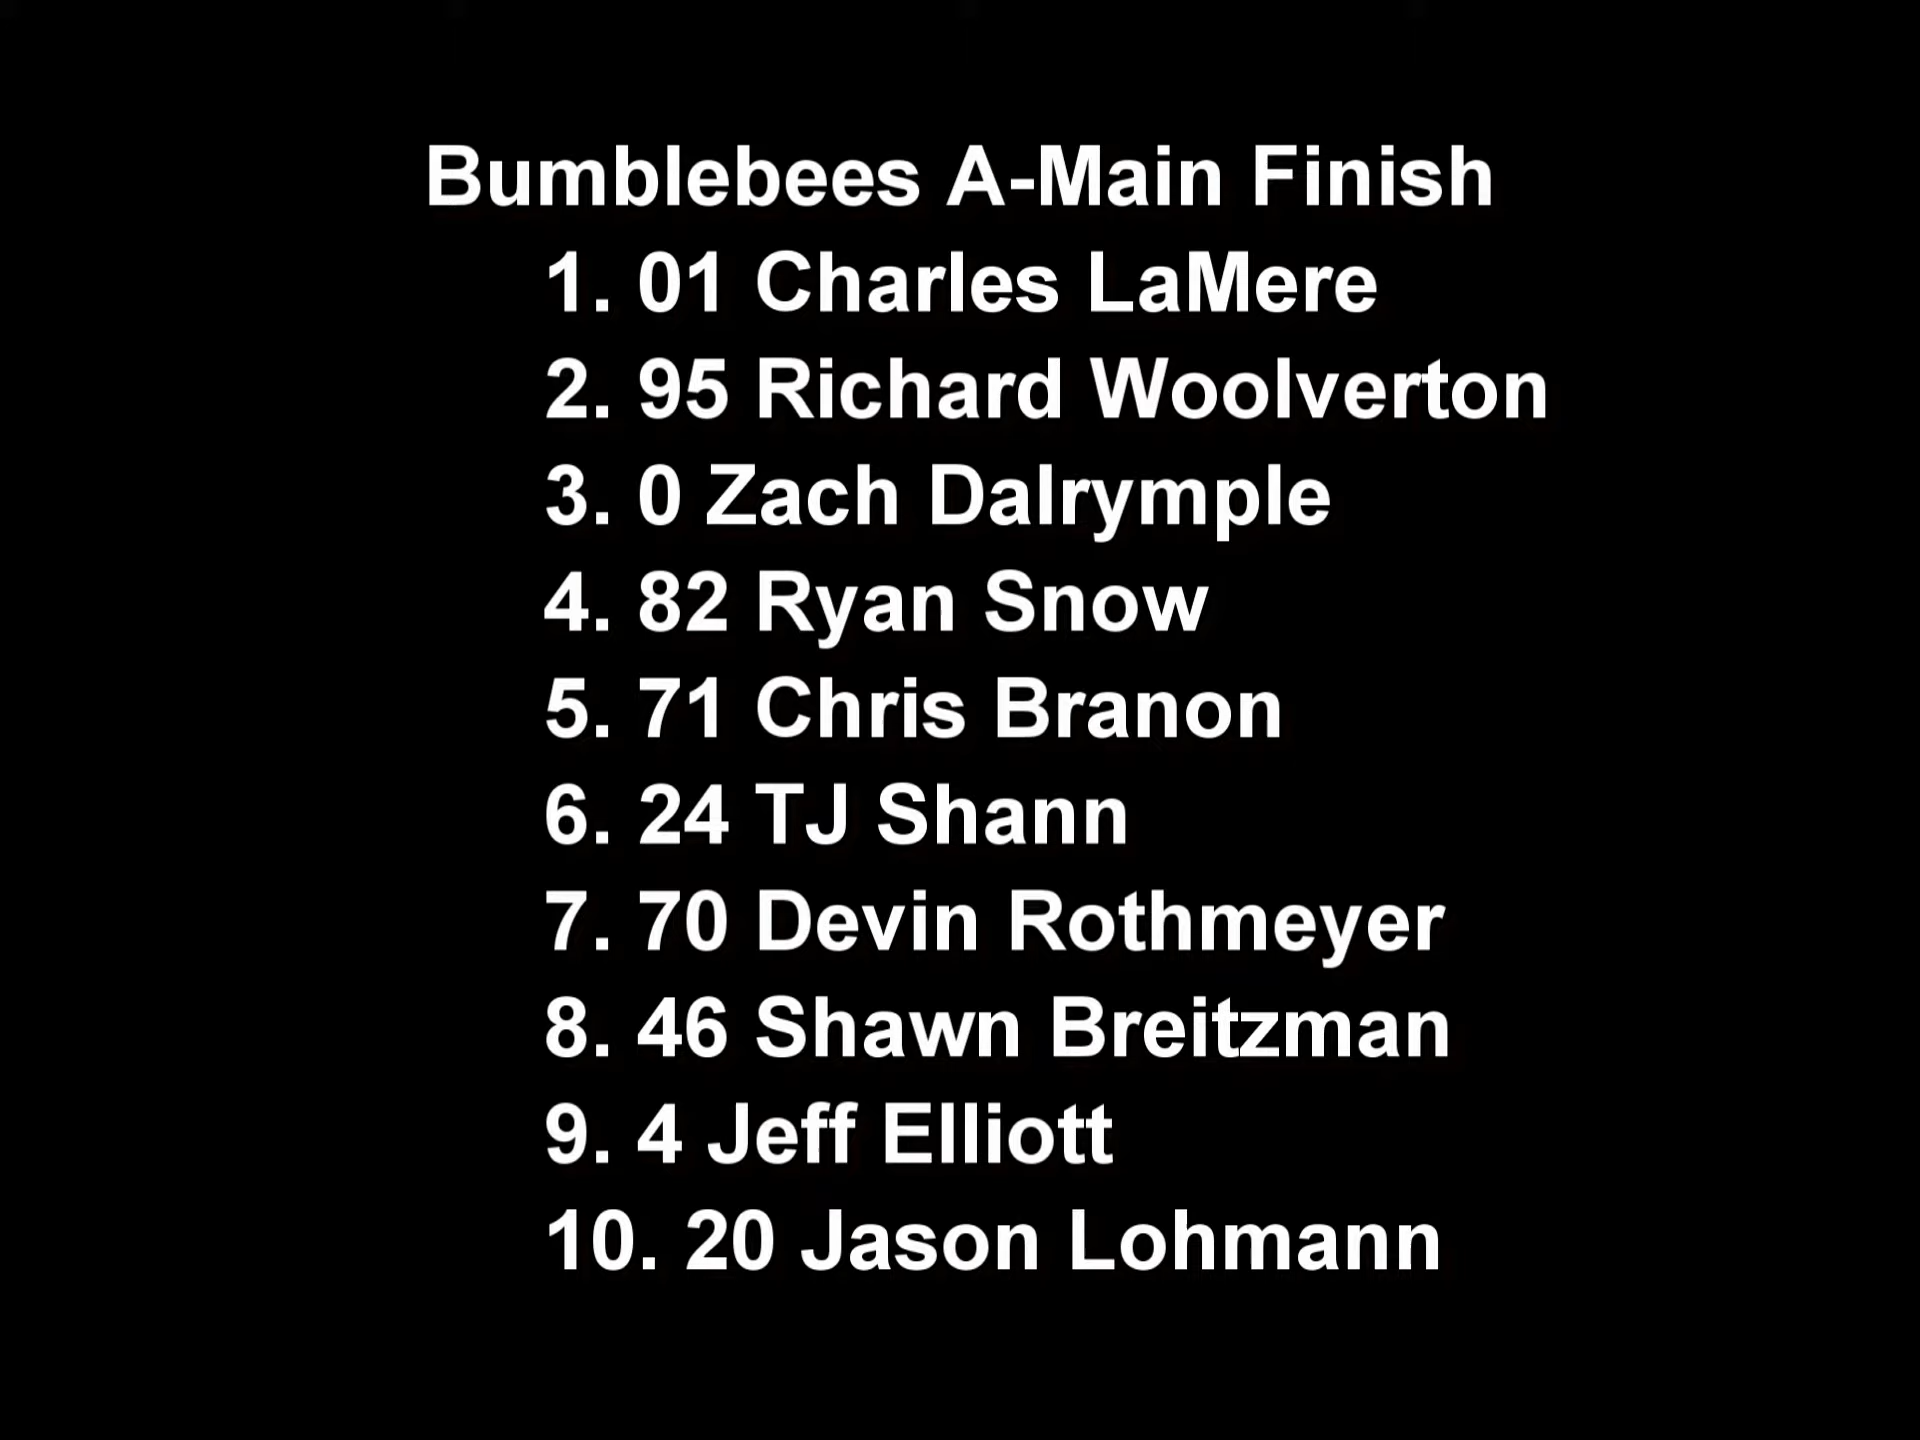 Bumblebees A-Main Finish
1. 01 Charles LaMere
2. 95 Richard Woolverton
3. 0 Zach Dalrymple
4. 82 Ryan Snow
5. 71 Chris Branon
6. 24 TJ Shann
7. 70 Devin Rothmeyer
8. 46 Shawn Breitzman
9. 4 Jeff Elliott
10. 20 Jason Lohmann